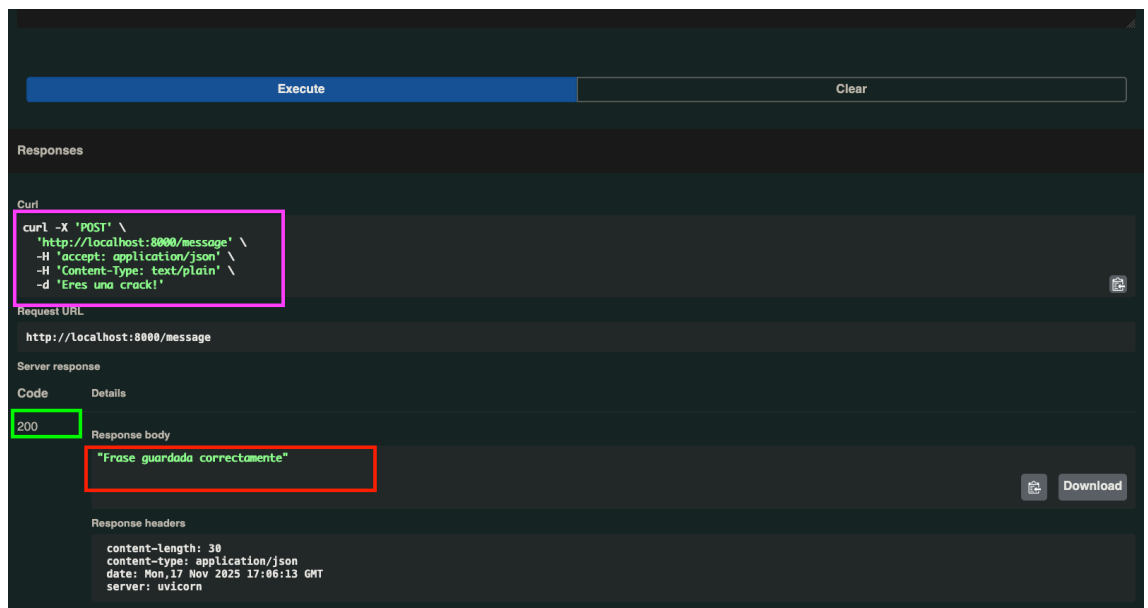 Execute
Clear
Responses
Curl
curl -X 'POST' \
'http://localhost:8000/message' \
-H 'accept: application/json' \
-H 'Content-Type: text/plain' \
-d 'Eres una crack!'
Request URL
http://localhost:8000/message
Server response
Code
Details
200
Response body
"Frase guardada correctamente"
Download
Response headers
content-length: 30
content-type: application/json
date: Mon,17 Nov 2025 17:06:13 GMT
server: uvicorn